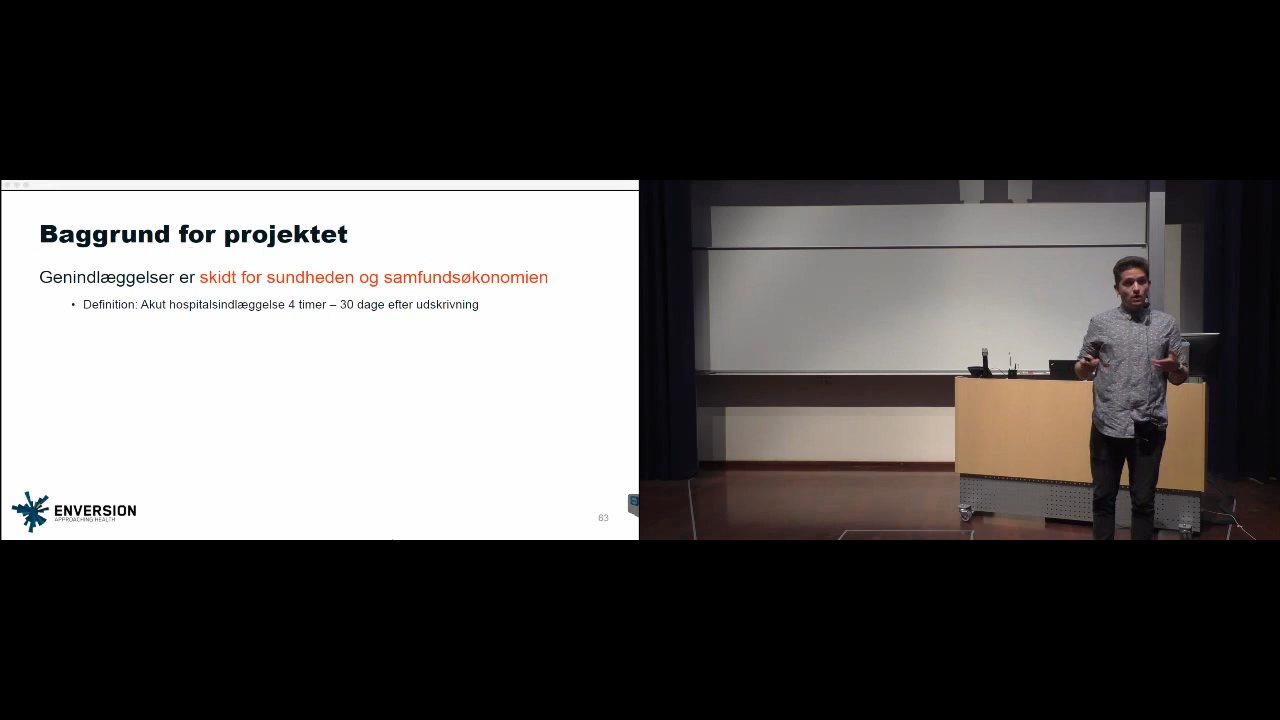 Baggrund for projektet
Genindlæggelser er skidt for sundheden og samfundsøkonomien
• Definition: Akut hospitalsindlæggelse 4 timer – 30 dage efter udskrivning
ENVERSION
APPROACHING HEALTH
63